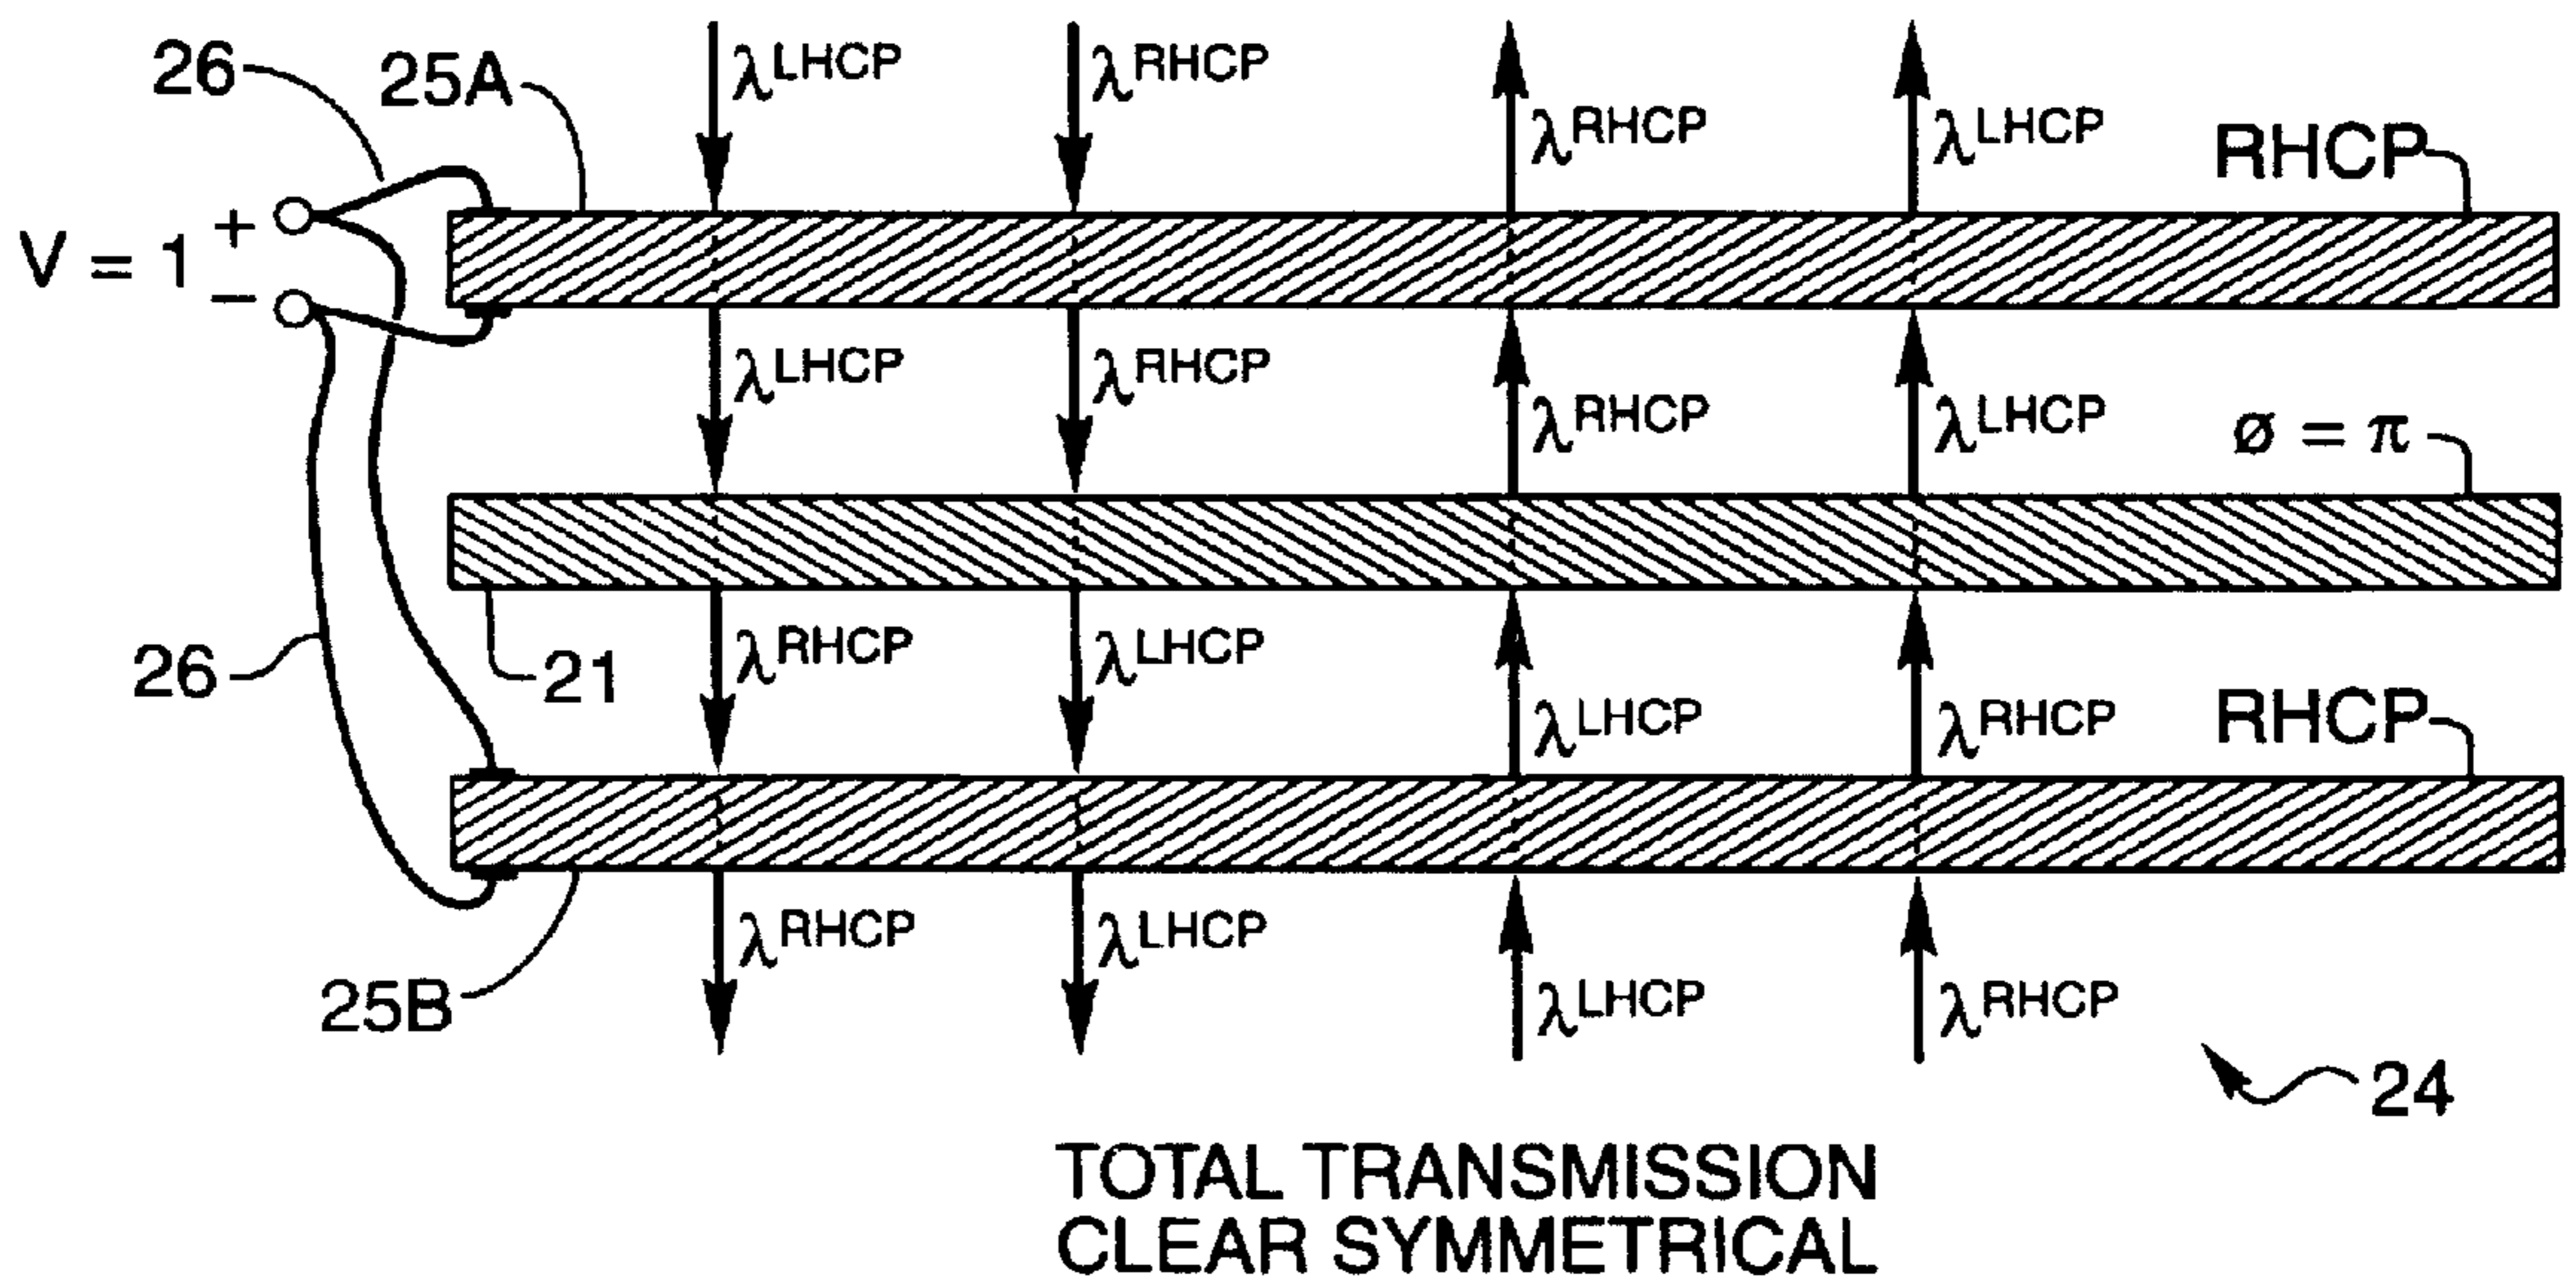 26
25A
λLHCP
λRHCP
λRHCP
λLHCP
RHCP
V = 1
+
−
λLHCP
λRHCP
λRHCP
λLHCP
ø = π
26
21
λRHCP
λLHCP
λLHCP
λRHCP
RHCP
25B
λRHCP
λLHCP
λLHCP
λRHCP
24
TOTAL TRANSMISSION
CLEAR SYMMETRICAL